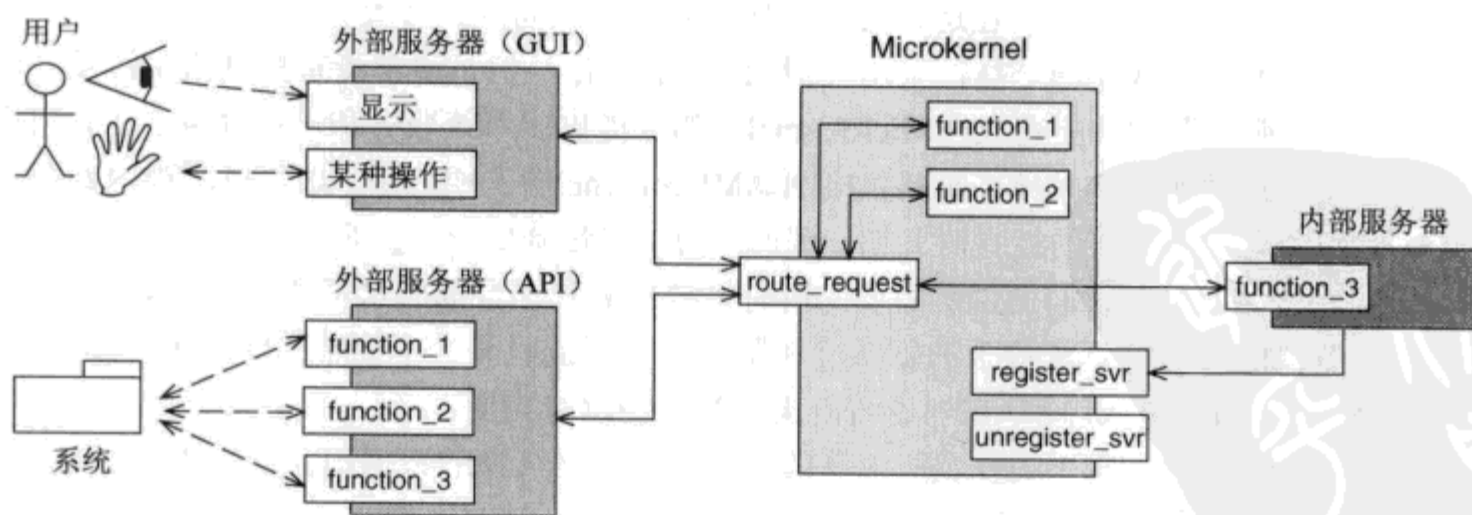 用户
外部服务器（GUI）
显示
某种操作
外部服务器（API）
function_1
function_2
function_3
系统
Microkernel
function_1
function_2
route_request
register_svr
unregister_svr
内部服务器
function_3